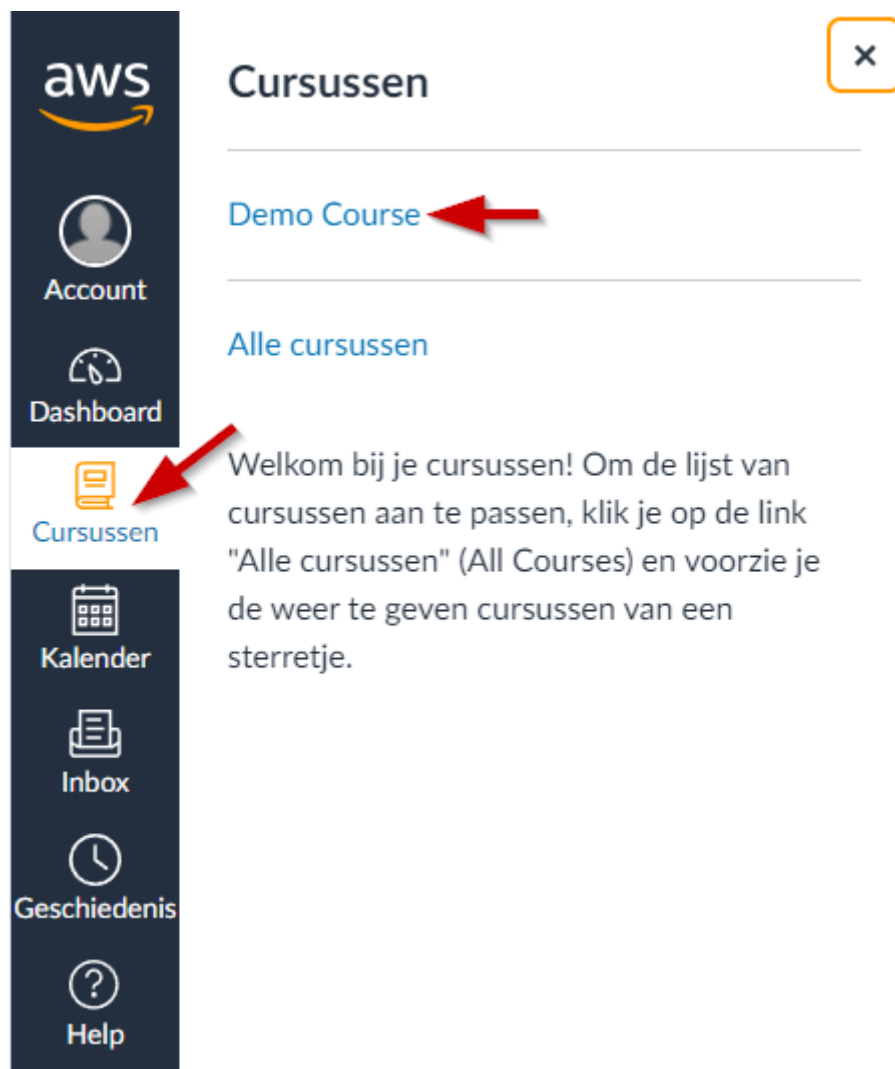 aws
Account
Dashboard
Cursussen
Kalender
Inbox
Geschiedenis
Help
Cursussen
×
Demo Course
Alle cursussen
Welkom bij je cursussen! Om de lijst van
cursussen aan te passen, klik je op de link
"Alle cursussen" (All Courses) en voorzie je
de weer te geven cursussen van een
sterretje.